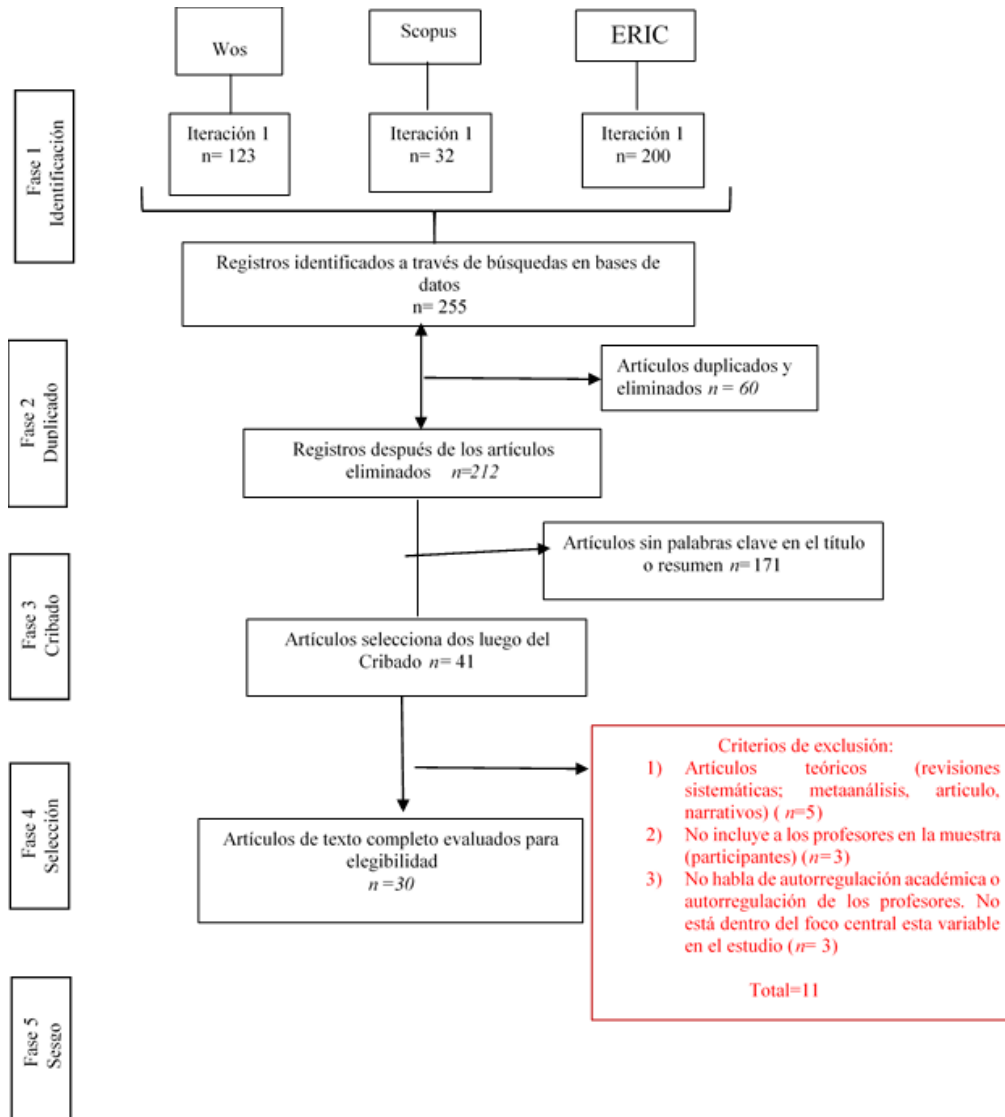 Wos
Scopus
ERIC
Fase 1
Identificación
Iteración 1
n= 123
Iteración 1
n= 32
Iteración 1
n= 200
Registros identificados a través de búsquedas en bases de
datos
n= 255
Fase 2
Duplicado
Artículos duplicados y
eliminados n = 60
Registros después de los artículos
eliminados n=212
Fase 3
Cribado
Artículos sin palabras clave en el título
o resumen n=171
Artículos selecciona dos luego del
Cribado n= 41
Fase 4
Selección
Criterios de exclusión:
1) Artículos teóricos (revisiones
sistemáticas; metaanálisis, articulo,
narrativos) ( n=5)
2) No incluye a los profesores en la muestra
(participantes) (n=3)
3) No habla de autorregulación académica o
autorregulación de los profesores. No
está dentro del foco central esta variable
en el estudio (n= 3)
Total=11
Artículos de texto completo evaluados para
elegibilidad
n =30
Fase 5
Sesgo